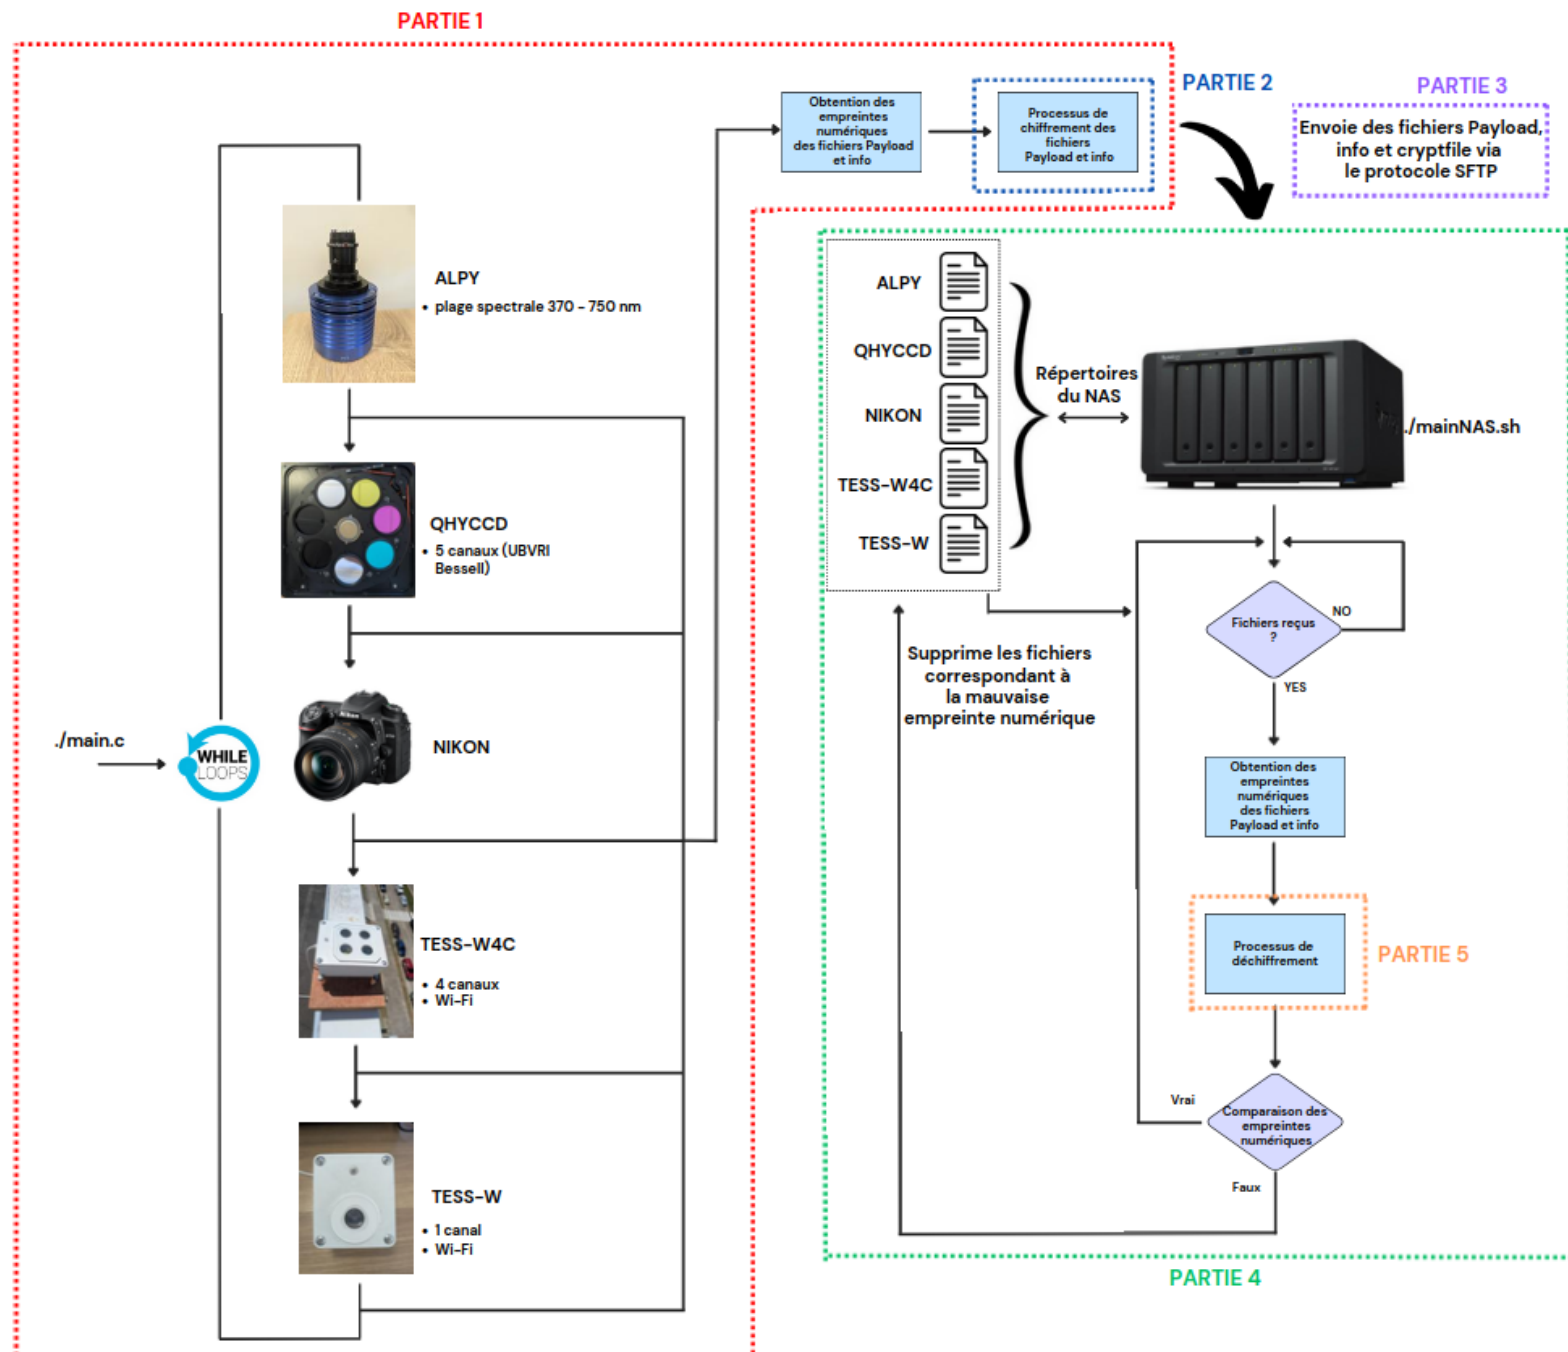 PARTIE 1
Obtention des
empreintes
numériques
des fichiers Payload
et info
Processus de
chiffrement des
fichiers
Payload et info
PARTIE 2
PARTIE 3
Envoie des fichiers Payload,
info et cryptfile via
le protocole SFTP
ALPY
• plage spectrale 370 - 750 nm
QHYCCD
• 5 canaux (UBVRI
Bessell)
./main.c
WHILE
LOOPS
NIKON
TESS-W4C
• 4 canaux
• Wi-Fi
TESS-W
• 1 canal
• Wi-Fi
ALPY
QHYCCD
NIKON
TESS-W4C
TESS-W
Répertoires
du NAS
./mainNAS.sh
Fichiers reçus
?
NO
YES
Supprime les fichiers
correspondant à
la mauvaise
empreinte numérique
Obtention des
empreintes
numériques
des fichiers
Payload et info
Processus de
déchiffrement
PARTIE 5
Vrai
Comparaison des
empreintes
numériques
Faux
PARTIE 4